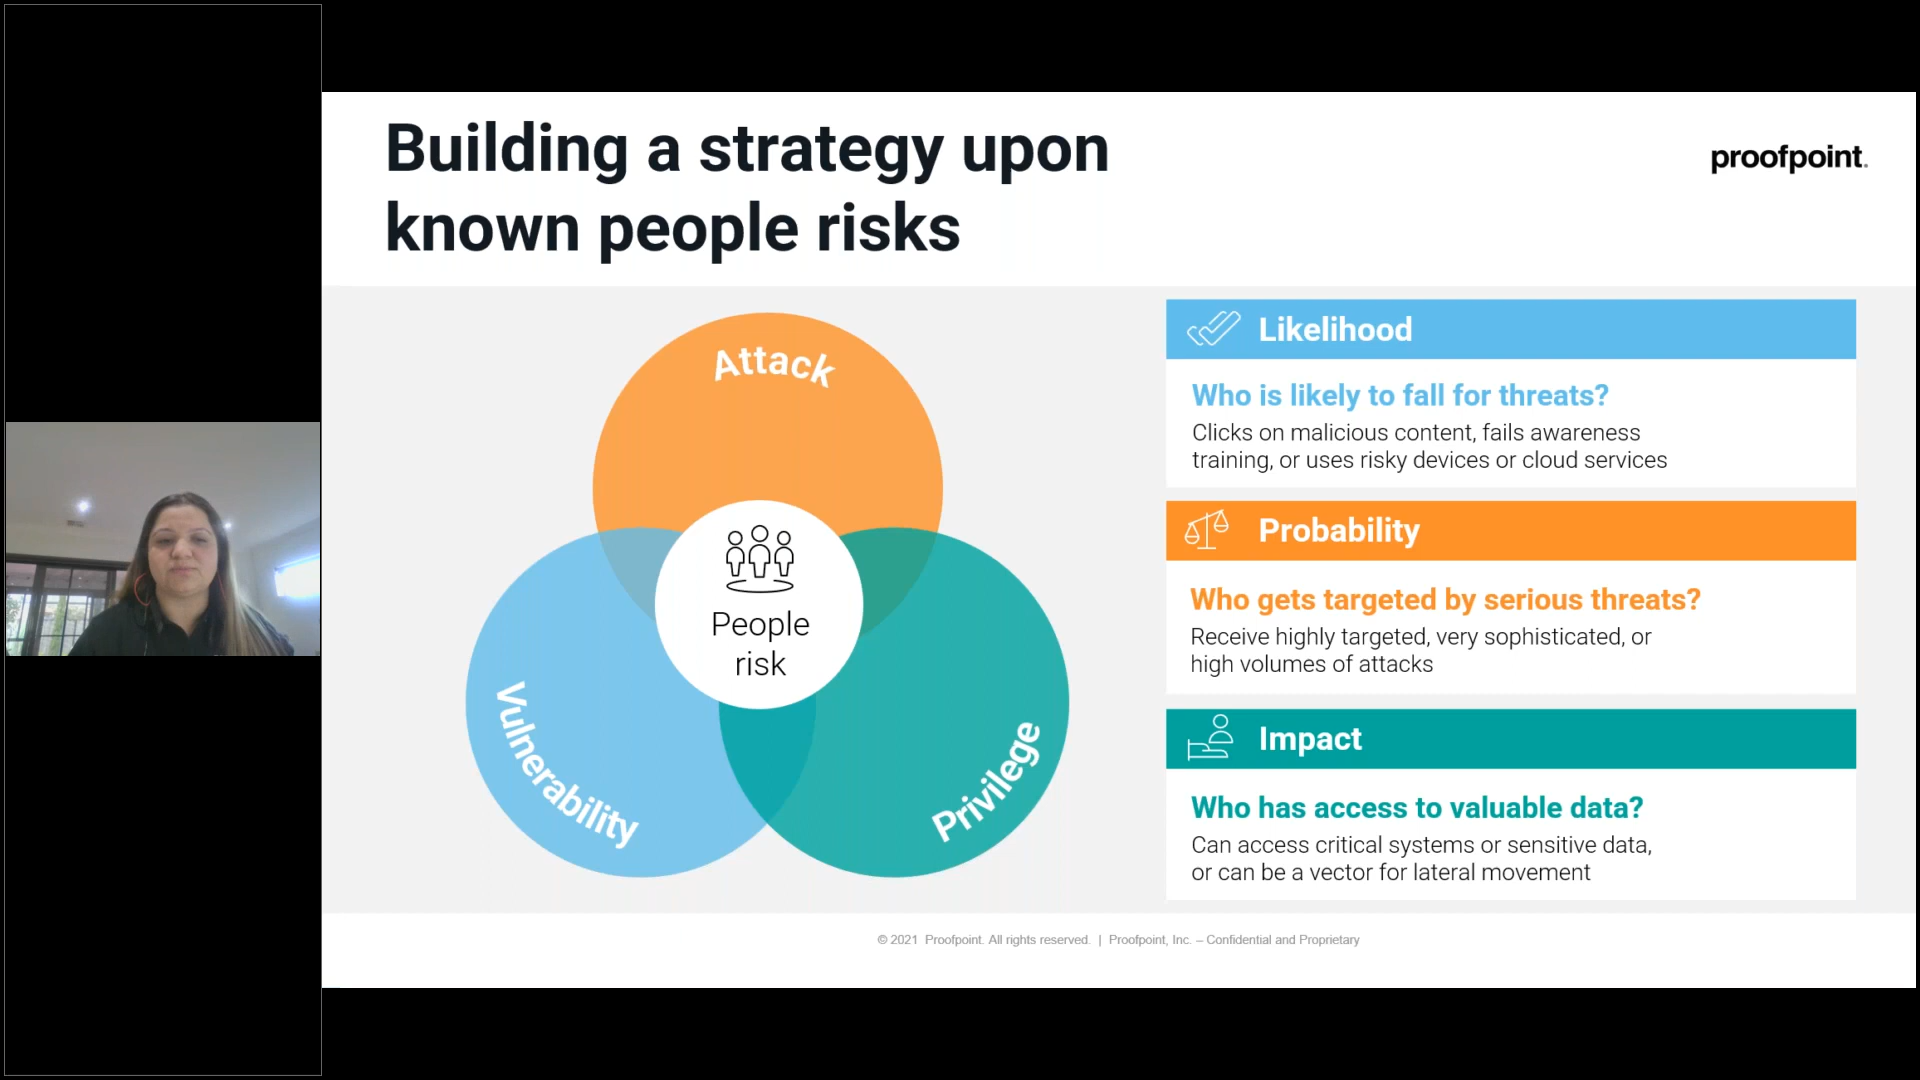 Building a strategy upon
known people risks
proofpoint.
Attack
People
risk
Vulnerability
Privilege
Likelihood
Who is likely to fall for threats?
Clicks on malicious content, fails awareness
training, or uses risky devices or cloud services
Probability
Who gets targeted by serious threats?
Receive highly targeted, very sophisticated, or
high volumes of attacks
Impact
Who has access to valuable data?
Can access critical systems or sensitive data,
or can be a vector for lateral movement
© 2021 Proofpoint. All rights reserved. | Proofpoint, Inc. – Confidential and Proprietary